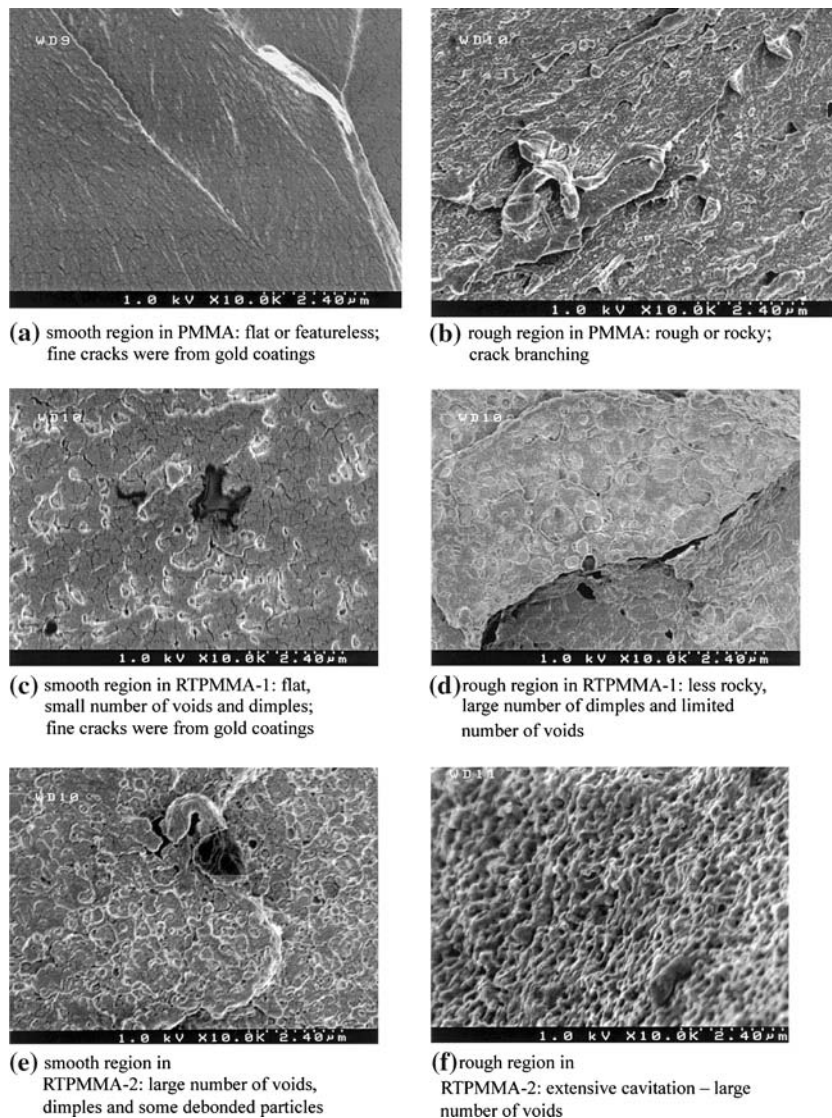 WD9
1.0 kV X10.0K 2.40µm
(a) smooth region in PMMA: flat or featureless;
fine cracks were from gold coatings
WD10
1.0 kV X10.0K 2.40µm
(b) rough region in PMMA: rough or rocky;
crack branching
WD10
1.0 kV X10.0K 2.40µm
(c) smooth region in RTPMMA-1: flat,
small number of voids and dimples;
fine cracks were from gold coatings
WD10
1.0 kV X10.0K 2.40µm
(d) rough region in RTPMMA-1: less rocky,
large number of dimples and limited
number of voids
WD10
1.0 kV X10.0K 2.40µm
(e) smooth region in
RTPMMA-2: large number of voids,
dimples and some debonded particles
WD11
1.0 kV X10.0K 2.40µm
(f) rough region in
RTPMMA-2: extensive cavitation – large
number of voids